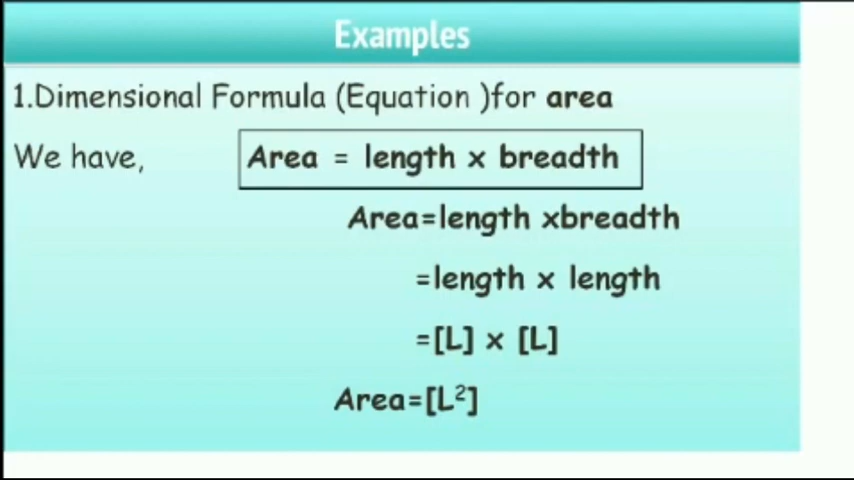 Examples
1.Dimensional Formula (Equation )for area
We have, Area = length x breadth
Area=length xbreadth
=length x length
=[L] x [L]
Area=[L²]